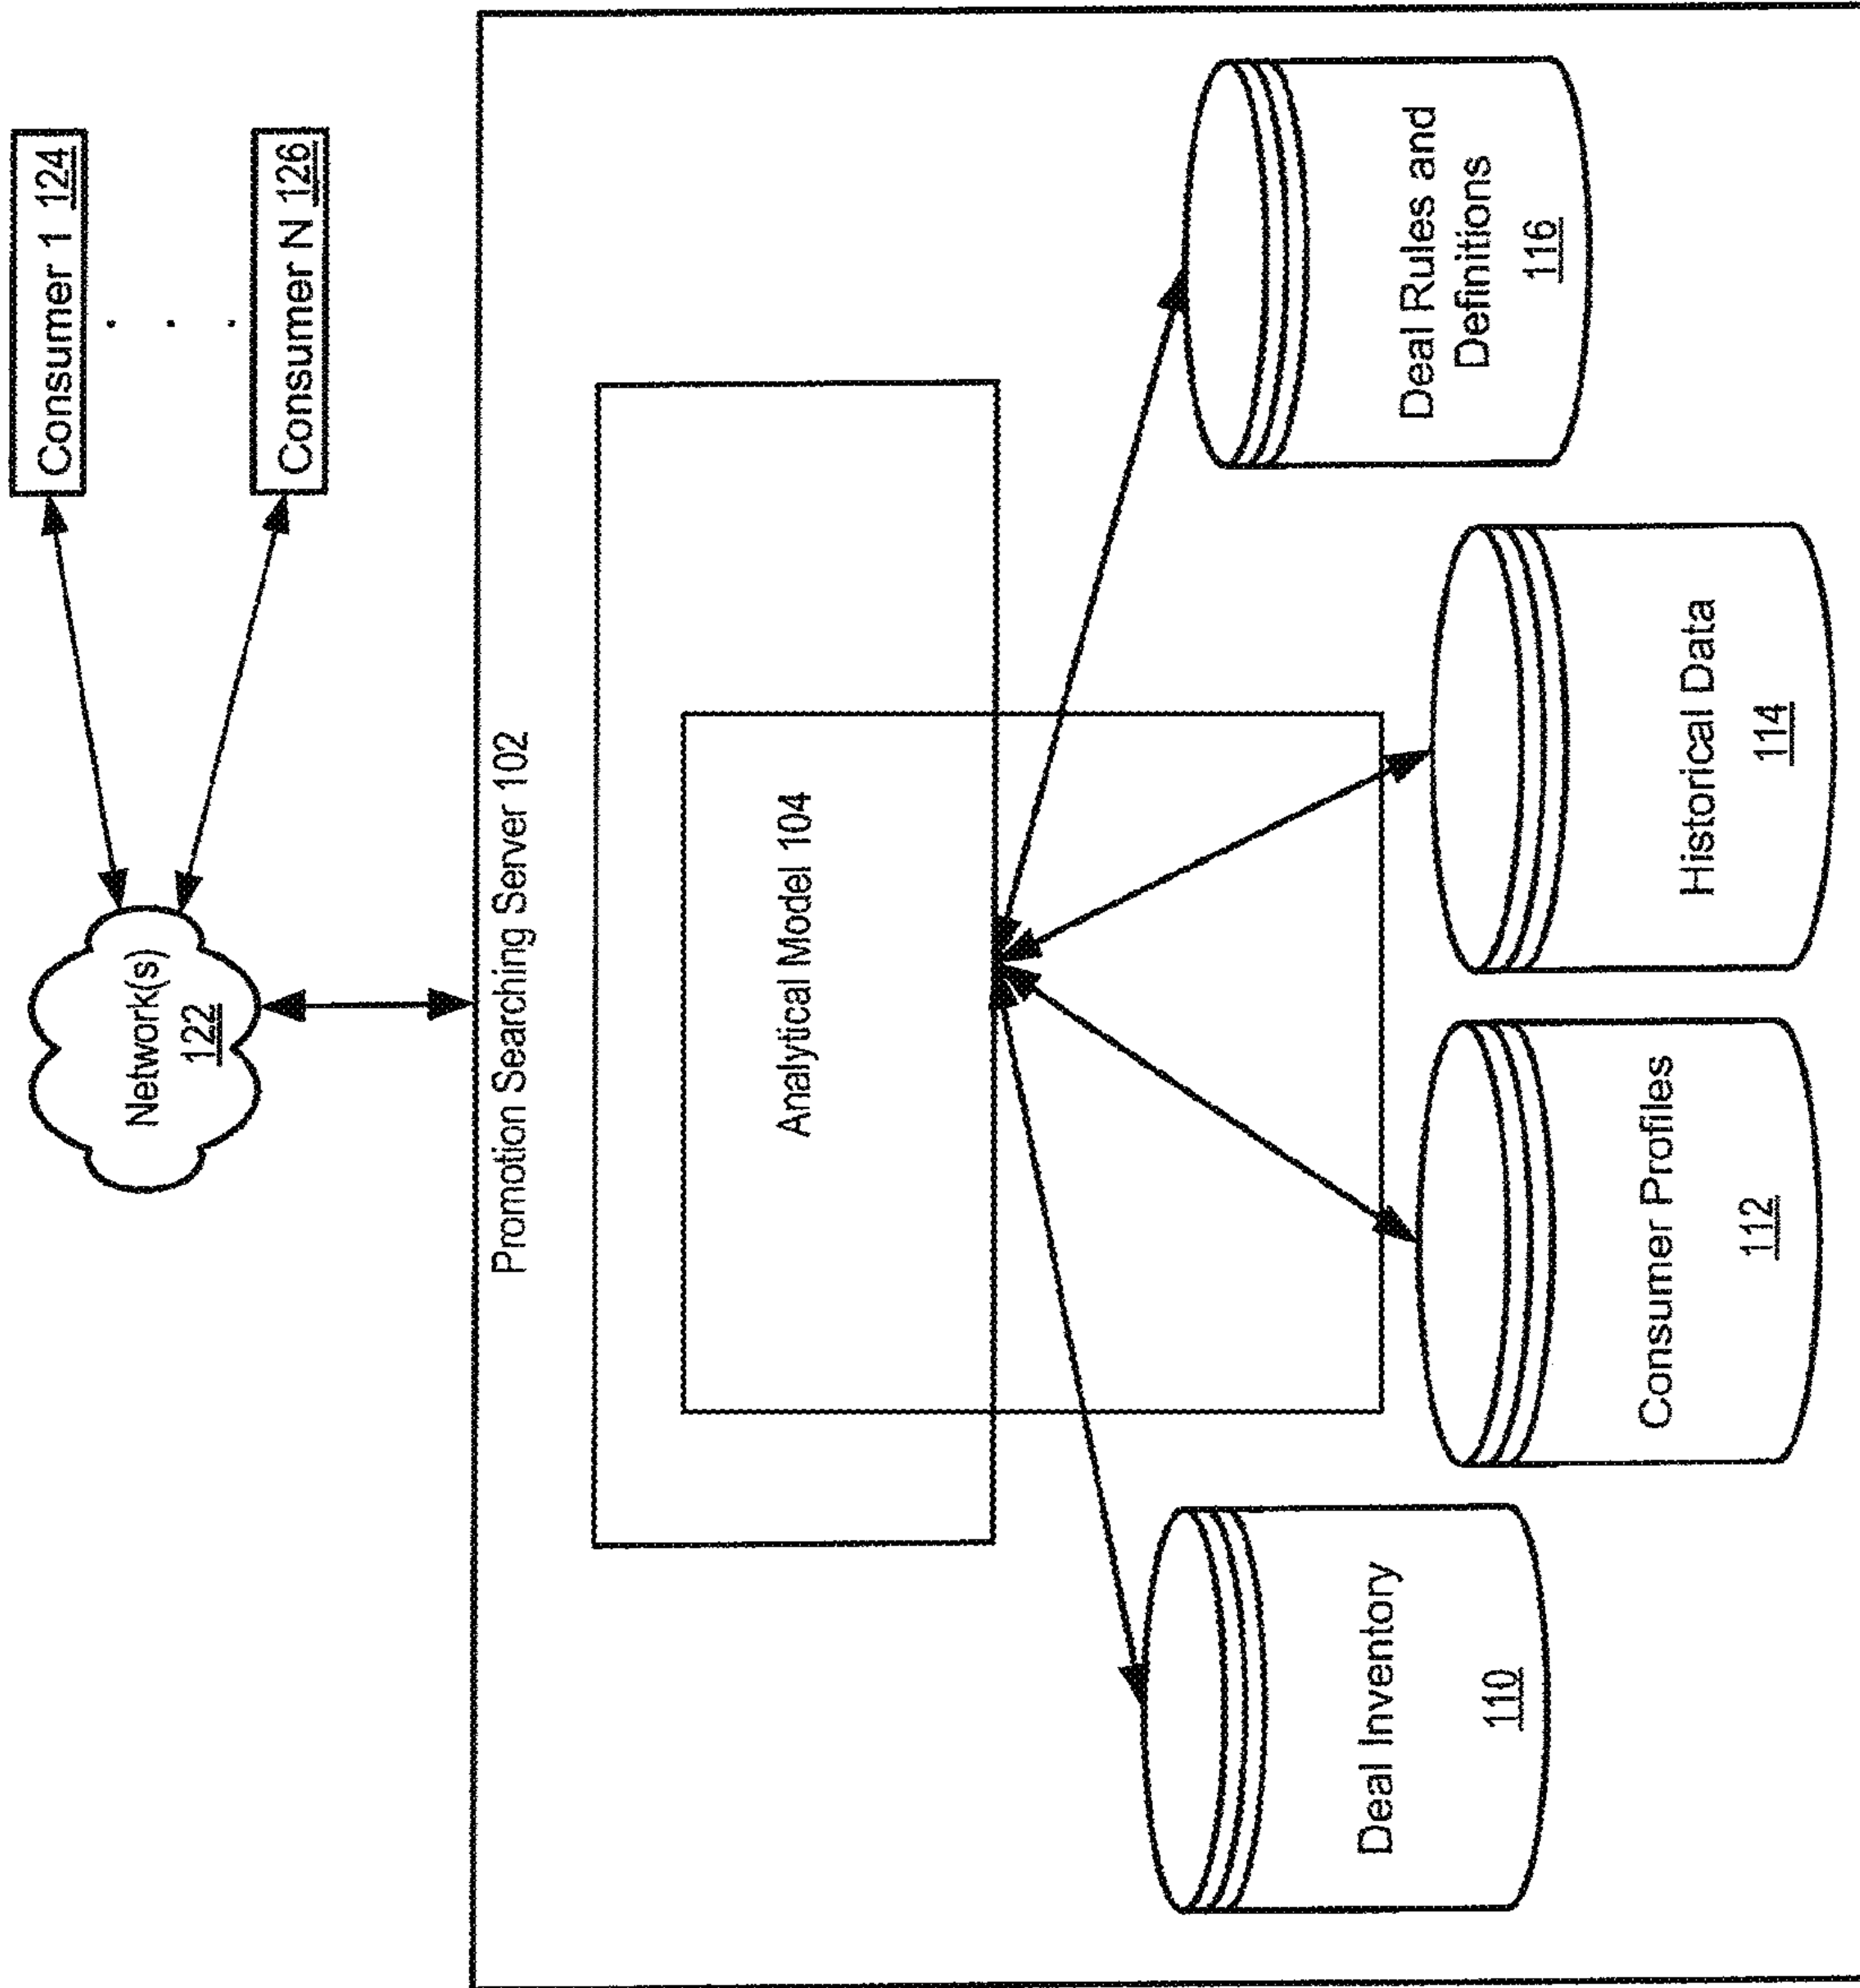 Consumer 1 124
Consumer N 126
Network(s)
122
Promotion Searching Server 102
Analytical Model 104
Deal Inventory
110
Consumer Profiles
112
Historical Data
114
Deal Rules and
Definitions
116